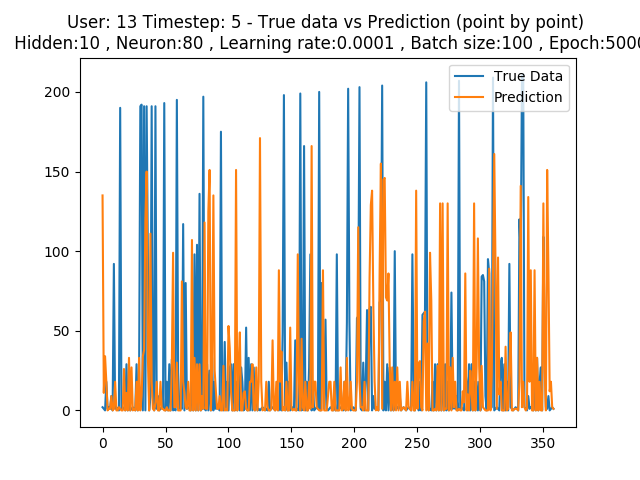 User: 13 Timestep: 5 - True data vs Prediction (point by point)
Hidden:10 , Neuron:80 , Learning rate:0.0001 , Batch size:100 , Epoch:5000
True Data
Prediction
200
150
100
50
0
0 50 100 150 200 250 300 350